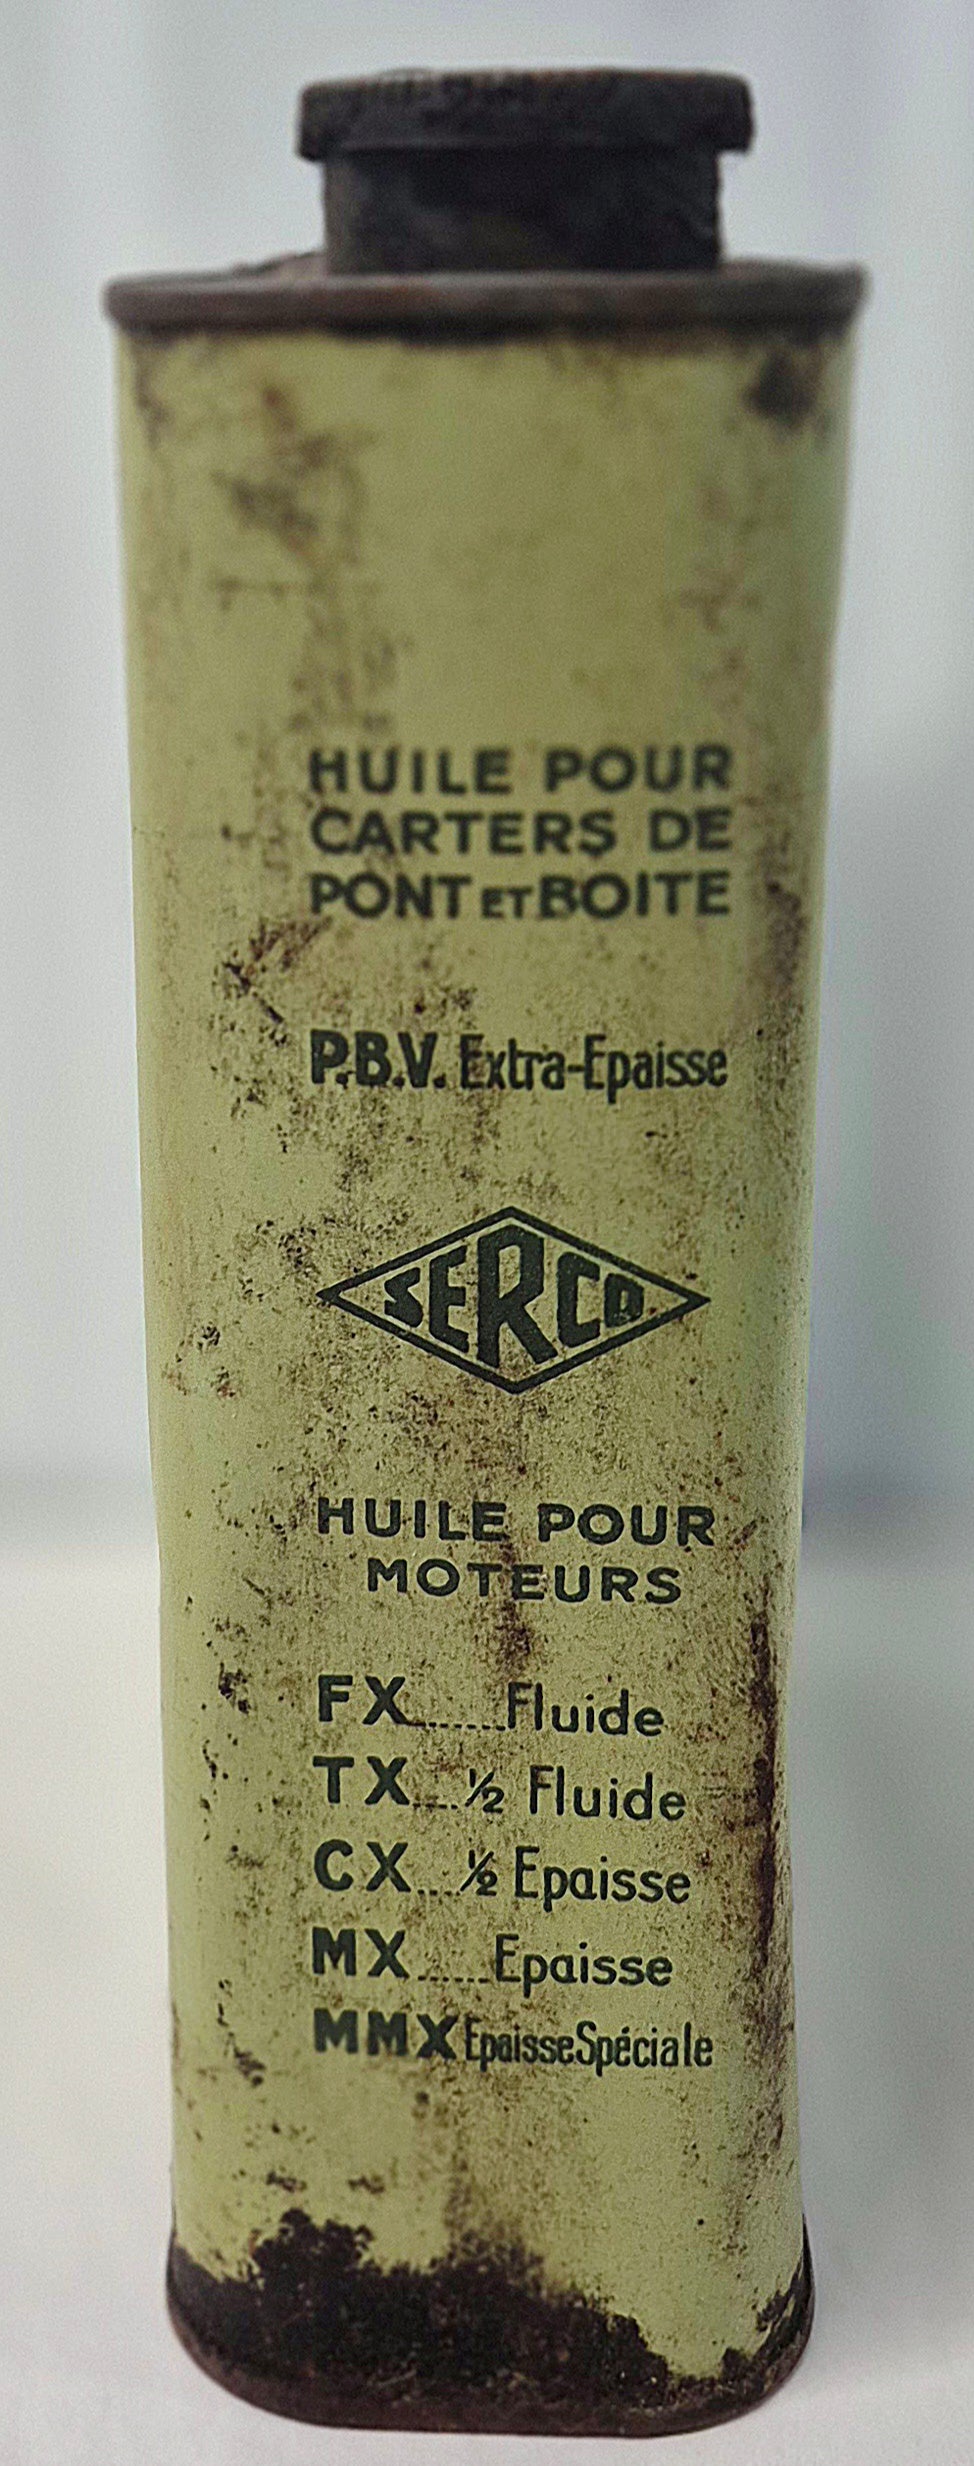 HUILE POUR
CARTERS DE
PONT ET BOITE
P.B.V. Extra-Epaisse
SERCO
HUILE POUR
MOTEURS
FX.......Fluide
TX....½ Fluide
CX...½ Epaisse
MX......Epaisse
MMX Epaisse Spéciale